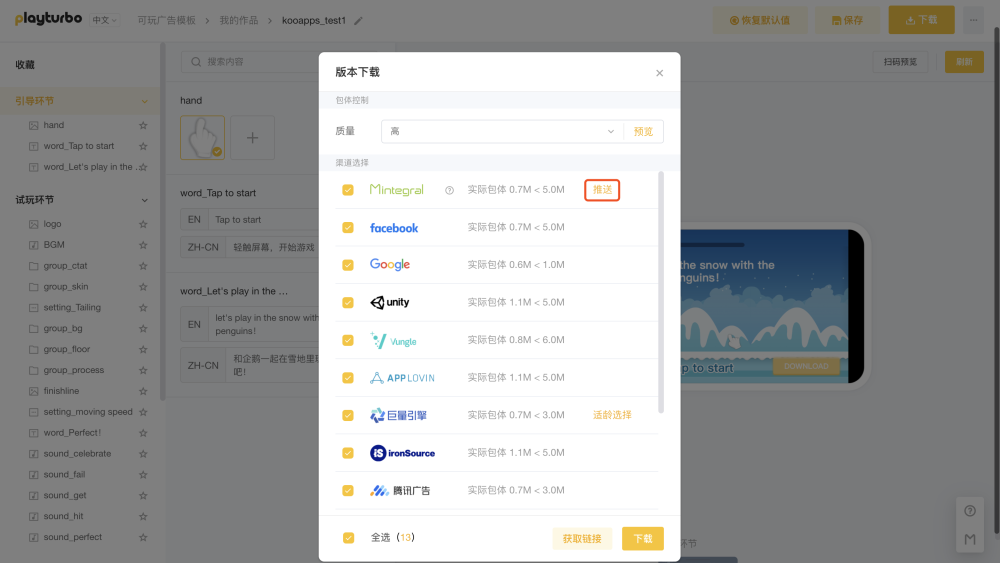 playturbo
中文
可玩广告模板 > 我的作品 > kooapps_test1
恢复默认值
保存
下载
...
收藏
引导环节
hand
word_Tap to start
word_Let's play in the ...
试玩环节
logo
BGM
group_ctat
group_skin
setting_Tailing
group_bg
group_floor
group_process
finishline
setting_moving speed
word_Perfect!
sound_celebrate
sound_fail
sound_get
sound_hit
sound_perfect
搜索内容
hand
word_Tap to start
EN Tap to start
ZH-CN 轻触屏幕，开始游戏
word_Let's play in the ...
EN let's play in the snow with
penguins!
ZH-CN 和企鹅一起在雪地里
吧!
版本下载
包体控制
质量 高 预览
渠道选择
Mintegral 实际包体 0.7M < 5.0M 推送
facebook 实际包体 0.7M < 5.0M
Google 实际包体 0.6M < 1.0M
unity 实际包体 1.1M < 5.0M
Vungle 实际包体 0.8M < 6.0M
APPLOVIN 实际包体 1.1M < 5.0M
巨量引擎 实际包体 0.7M < 3.0M 适龄选择
iS ironSource 实际包体 1.1M < 5.0M
腾讯广告 实际包体 0.7M < 3.0M
全选（13）
获取链接
下载
扫码预览
刷新
the snow with the
enguins!
p to start
DOWNLOAD
环节